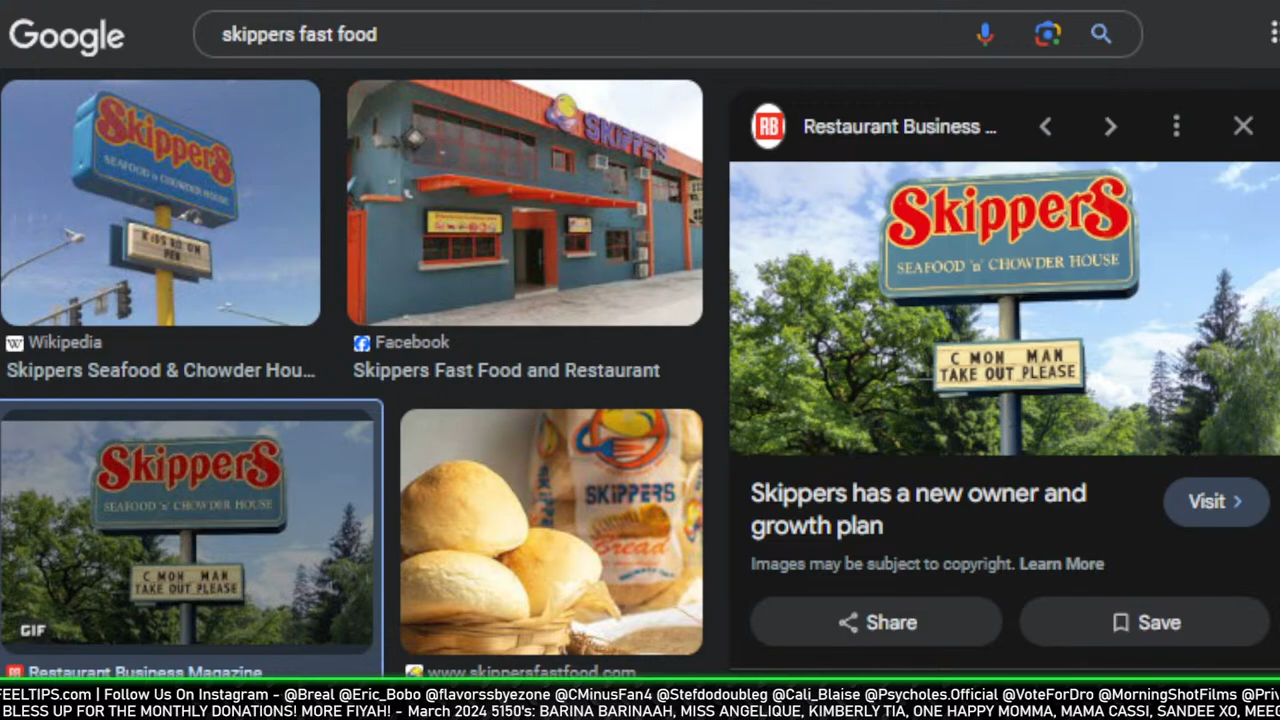 Google
skippers fast food
Skippers
SEAFOOD 'n' CHOWDER HOUSE
KIDS
SKIPPERS
Wikipedia
Skippers Seafood & Chowder Hou...
Facebook
Skippers Fast Food and Restaurant
Skippers
SEAFOOD 'n' CHOWDER HOUSE
C MON MAN
TAKE OUT PLEASE
GIF
RB Restaurant Business Magazine
SKIPPERS
Bread
www.skippersfastfood.com
RB Restaurant Business ...
Skippers
SEAFOOD 'n' CHOWDER HOUSE
C MON MAN
TAKE OUT PLEASE
Skippers has a new owner and
growth plan
Visit
Images may be subject to copyright. Learn More
Share
Save
FEELTIPS.com | Follow Us On Instagram - @Breal @Eric_Bobo @flavorssbyezone @CMinusFan4 @Stefdodoubleg @Cali_Blaise @Psycholes.Official @VoteForDro @MorningShotFilms @Pri
BLESS UP FOR THE MONTHLY DONATIONS! MORE FIYAH! - March 2024 5150's: BARINA BARINAAH, MISS ANGELIQUE, KIMBERLY TIA, ONE HAPPY MOMMA, MAMA CASSI, SANDEE XO, MEEC